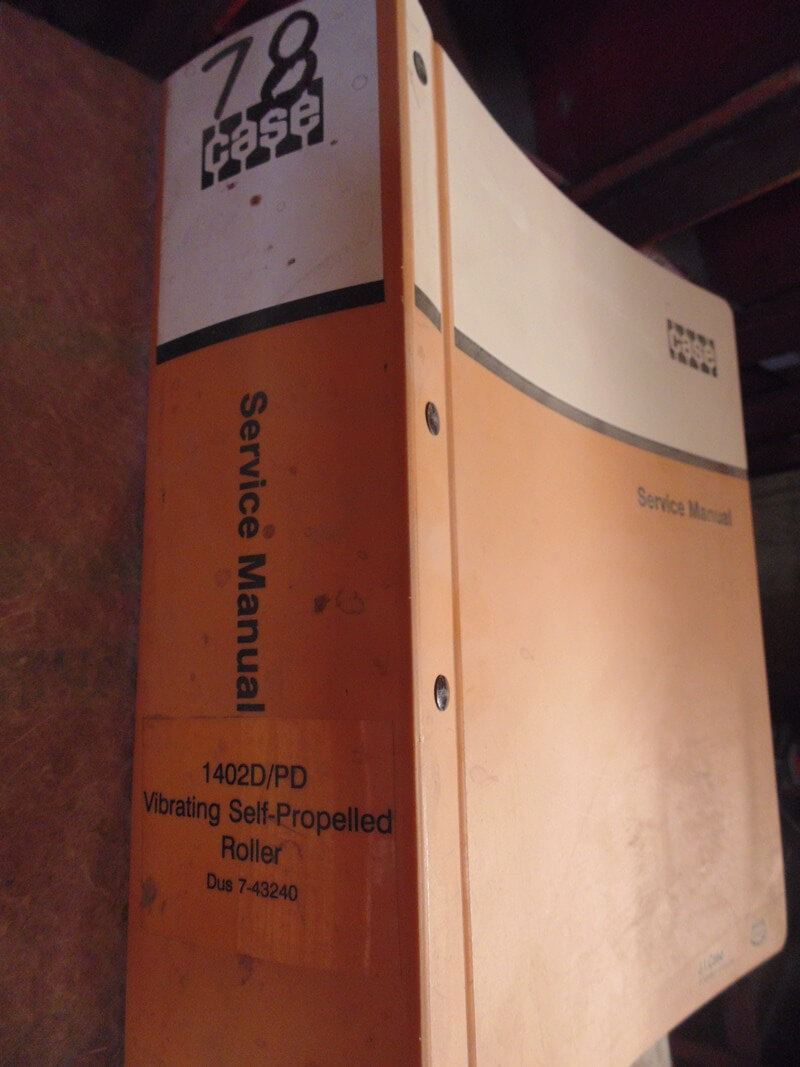 78
case
Service Manual
1402D/PD
Vibrating Self-Propelled
Roller
Dus 7-43240
case
Service Manual